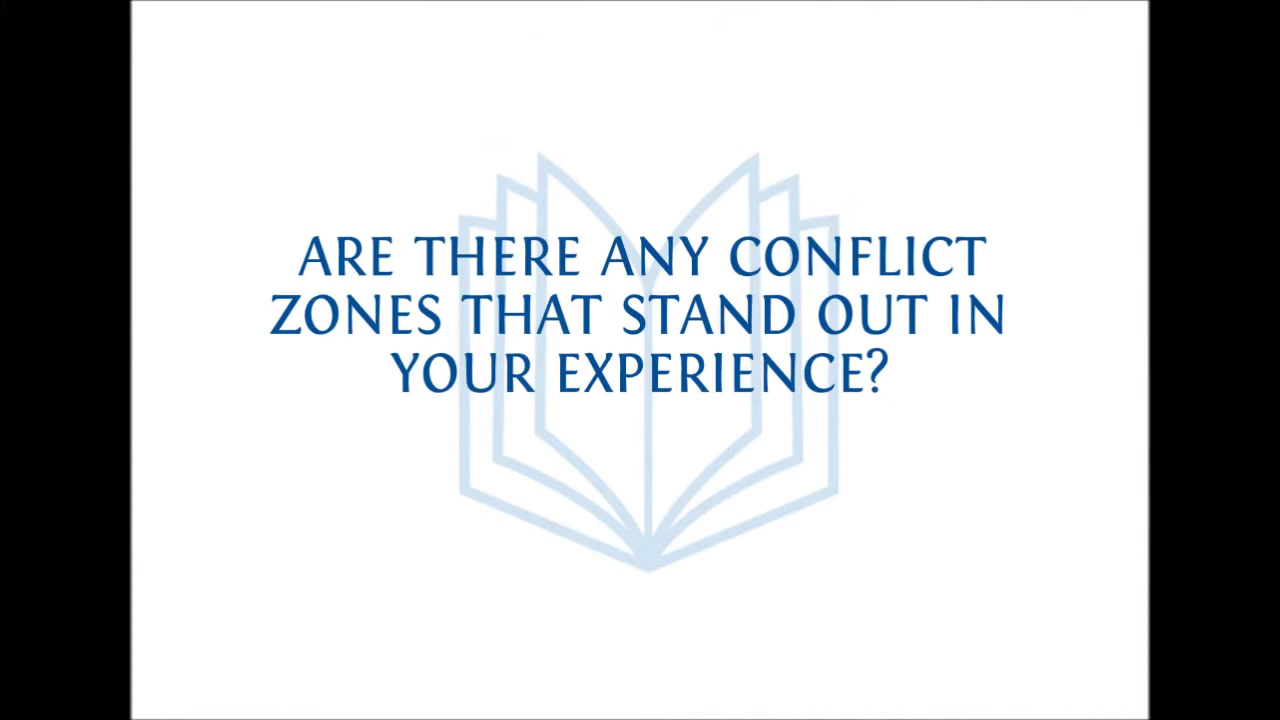 ARE THERE ANY CONFLICT
ZONES THAT STAND OUT IN
YOUR EXPERIENCE?